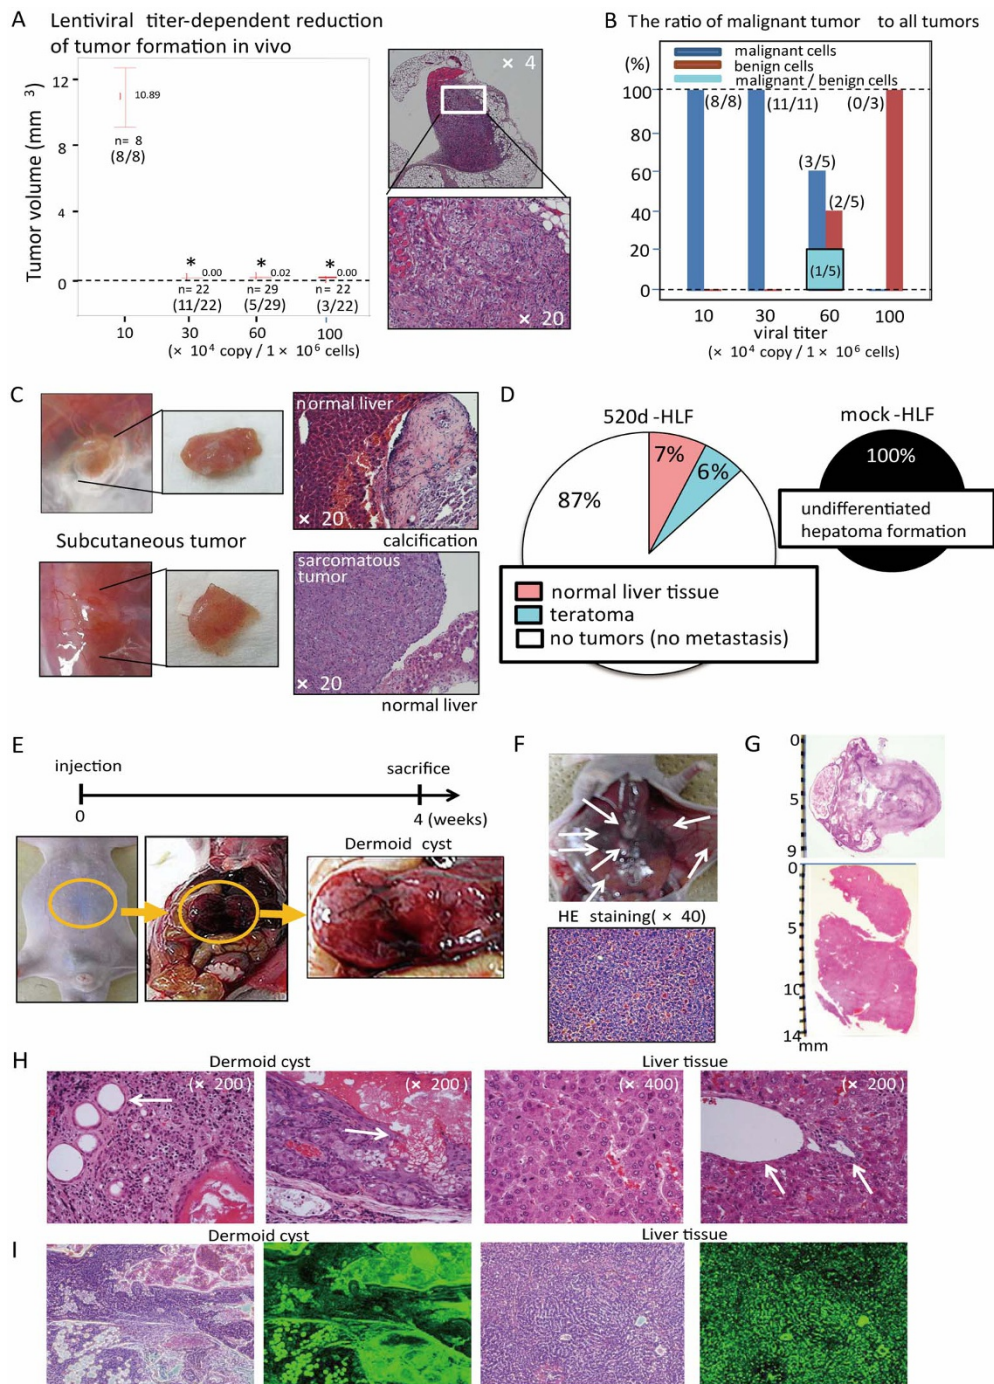 A Lentiviral titer-dependent reduction
of tumor formation in vivo
Tumor volume (mm 3)
12
8
4
0
10.89
n= 8
(8/8)
* 0.00
n= 22
(11/22)
* 0.02
n= 29
(5/29)
* 0.00
n= 22
(3/22)
10 30 60 100
(× 10⁴ copy / 1 × 10⁶ cells)
× 4
× 20
B The ratio of malignant tumor to all tumors
malignant cells
benign cells
malignant / benign cells
(%)
100
80
60
40
20
0
(8/8)
(11/11)
(3/5)
(2/5)
(1/5)
(0/3)
10 30 60 100
viral titer
(× 10⁴ copy / 1 × 10⁶ cells)
C
Subcutaneous tumor
normal liver
× 20
calcification
sarcomatous
tumor
× 20
normal liver
D
520d -HLF
7%
6%
87%
normal liver tissue
teratoma
no tumors (no metastasis)
mock -HLF
100%
undifferentiated
hepatoma formation
E
injection sacrifice
0 4 (weeks)
Dermoid cyst
F
HE staining( × 40)
G
0
5
9
0
5
10
14
mm
H
Dermoid cyst Liver tissue
(× 200) (× 200) (× 400) (× 200)
I
Dermoid cyst Liver tissue